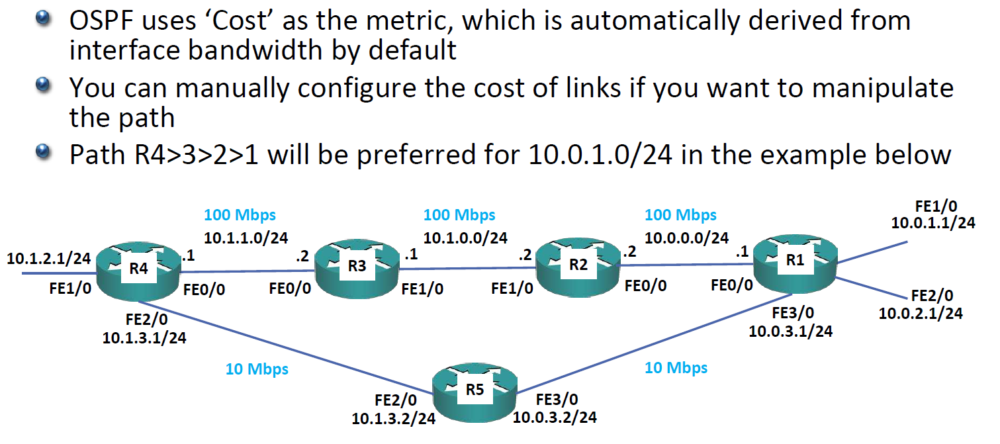 OSPF uses ‘Cost’ as the metric, which is automatically derived from
interface bandwidth by default
You can manually configure the cost of links if you want to manipulate
the path
Path R4>3>2>1 will be preferred for 10.0.1.0/24 in the example below
100 Mbps
10.1.1.0/24
100 Mbps
10.1.0.0/24
100 Mbps
10.0.0.0/24
FE1/0
10.0.1.1/24
10.1.2.1/24
FE1/0
R4
.1
FE0/0
.2
FE0/0
R3
.1
FE1/0
.2
FE1/0
R2
.2
FE0/0
.1
FE0/0
R1
FE2/0
10.0.2.1/24
FE2/0
10.1.3.1/24
FE3/0
10.0.3.1/24
10 Mbps
10 Mbps
R5
FE2/0
10.1.3.2/24
FE3/0
10.0.3.2/24